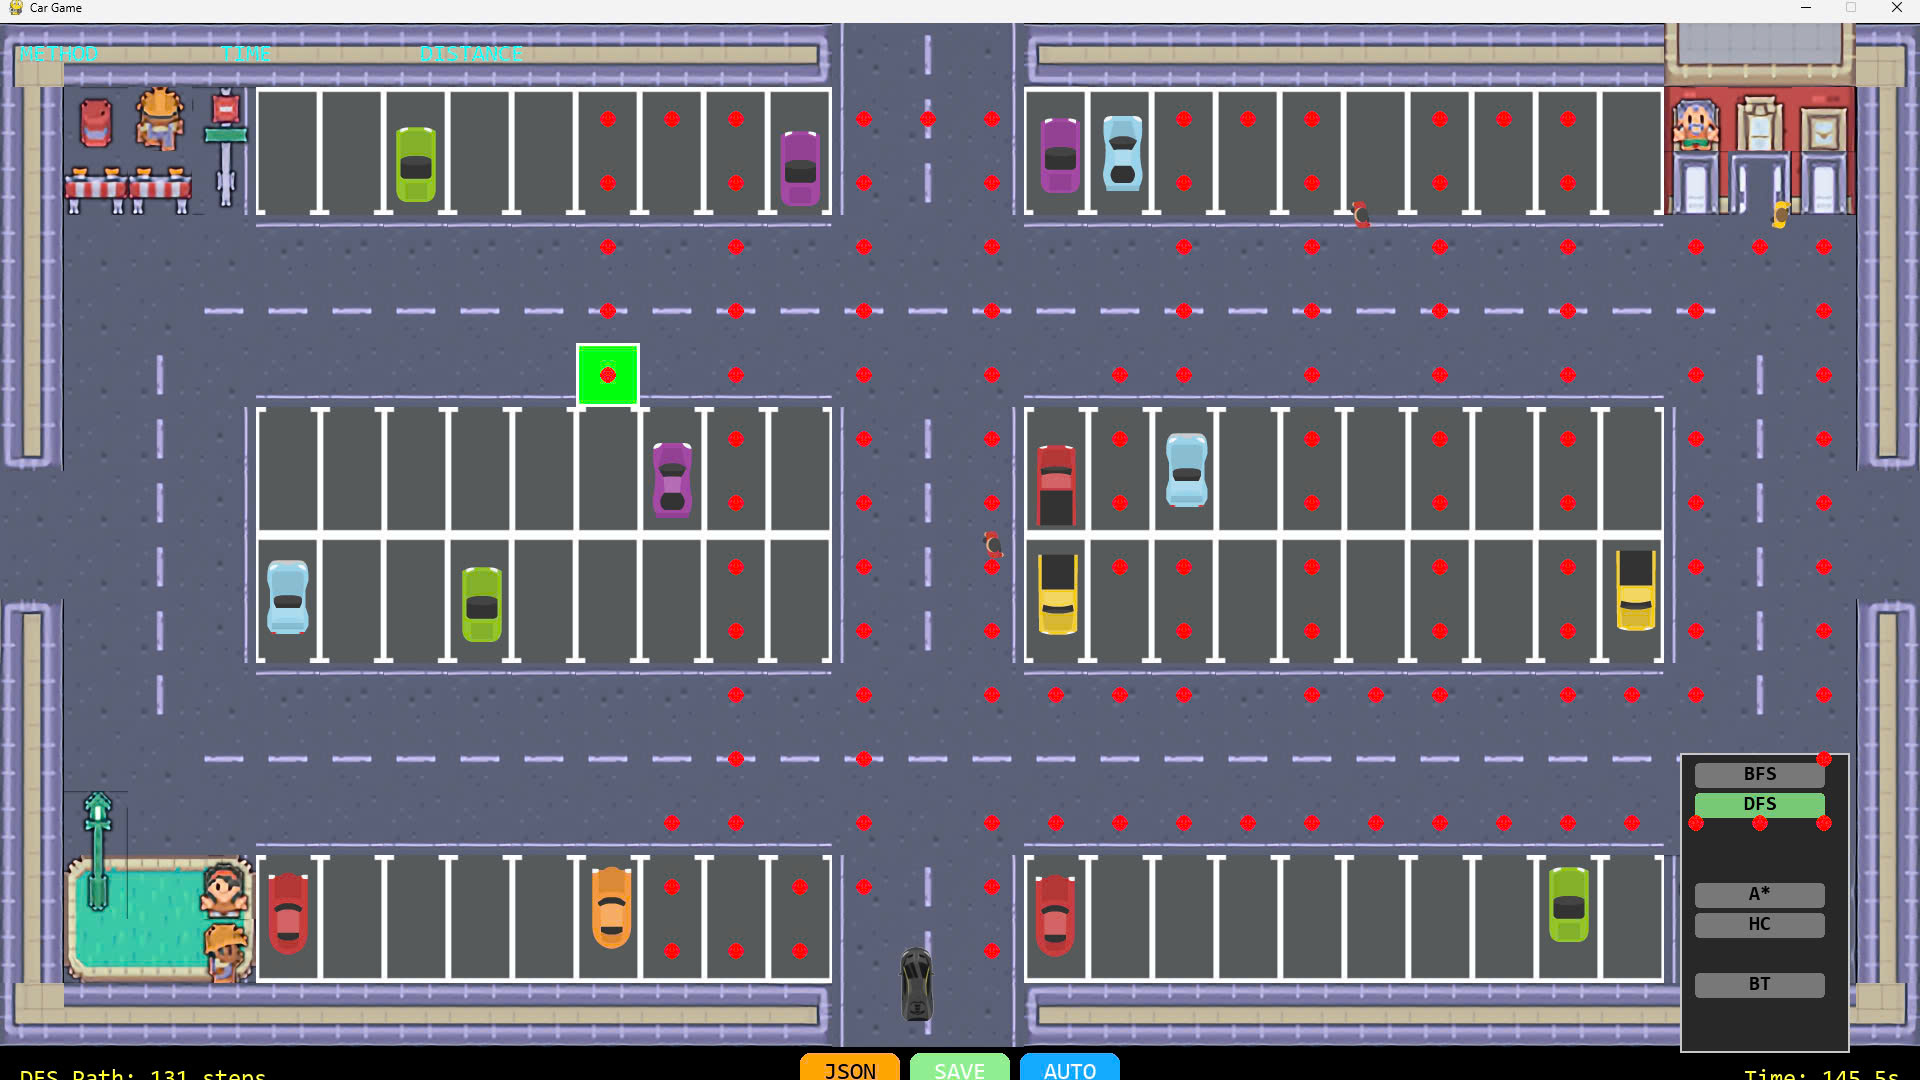 Car Game
METHOD TIME DISTANCE
BFS
DFS
A*
HC
BT
JSON SAVE AUTO
DFS Path: 131 steps Time: 145.5s